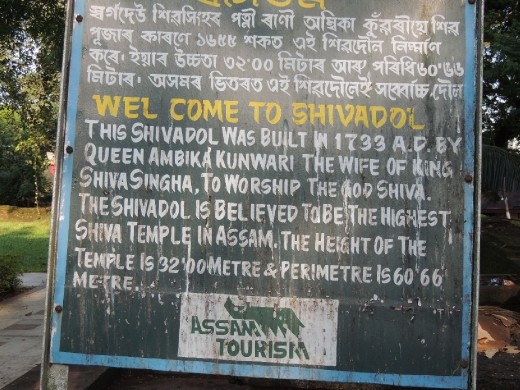 স্বৰ্গদেউ শিৱসিংহৰ পত্নী ৰাণী অম্বিকা কুঁৱৰীয়ে শিৱ
পূজাৰ কাৰণে ১৬৫৫ শকত এই শিৱদৌল নিৰ্ম্মাণ
কৰে. ইয়াৰ উচ্চতা ৩২'০০ মিটাৰ আৰু পৰিধি ৬০'৬৬
মিটাৰ. অসমৰ ভিতৰত এই শিৱদৌলেই সৰ্ব্বোচ্চ দৌল
WEL COME TO SHIVADOL
THIS SHIVADOL WAS BUILT IN 1733 A.D. BY
QUEEN AMBIKA KUNWARI THE WIFE OF KING
SHIVA SINGHA, TO WORSHIP THE GOD SHIVA.
THE SHIVADOL IS BELIEVED TO BE THE HIGHEST
SHIVA TEMPLE IN ASSAM. THE HEIGHT OF THE
TEMPLE IS 32'00 METRE & PERIMETRE IS 60'66
METRE...
ASSAM
TOURISM